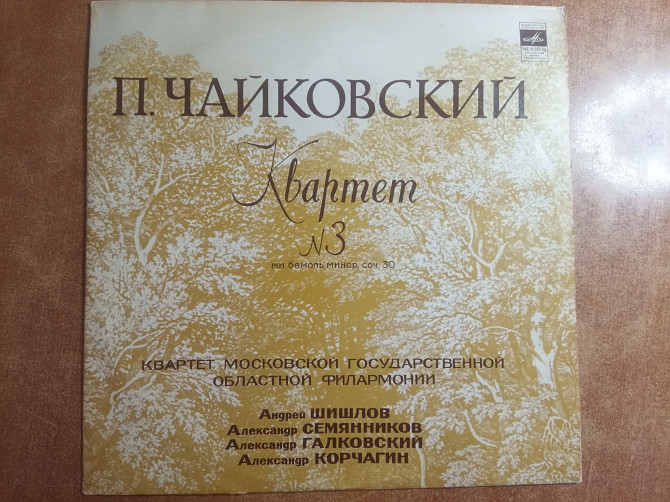 П. ЧАЙКОВСКИЙ
Квартет
№3
ми бемоль минор, соч. 30
КВАРТЕТ МОСКОВСКОЙ ГОСУДАРСТВЕННОЙ
ОБЛАСТНОЙ ФИЛАРМОНИИ
Андрей ШИШЛОВ
Александр СЕМЯННИКОВ
Александр ГАЛКОВСКИЙ
Александр КОРЧАГИН